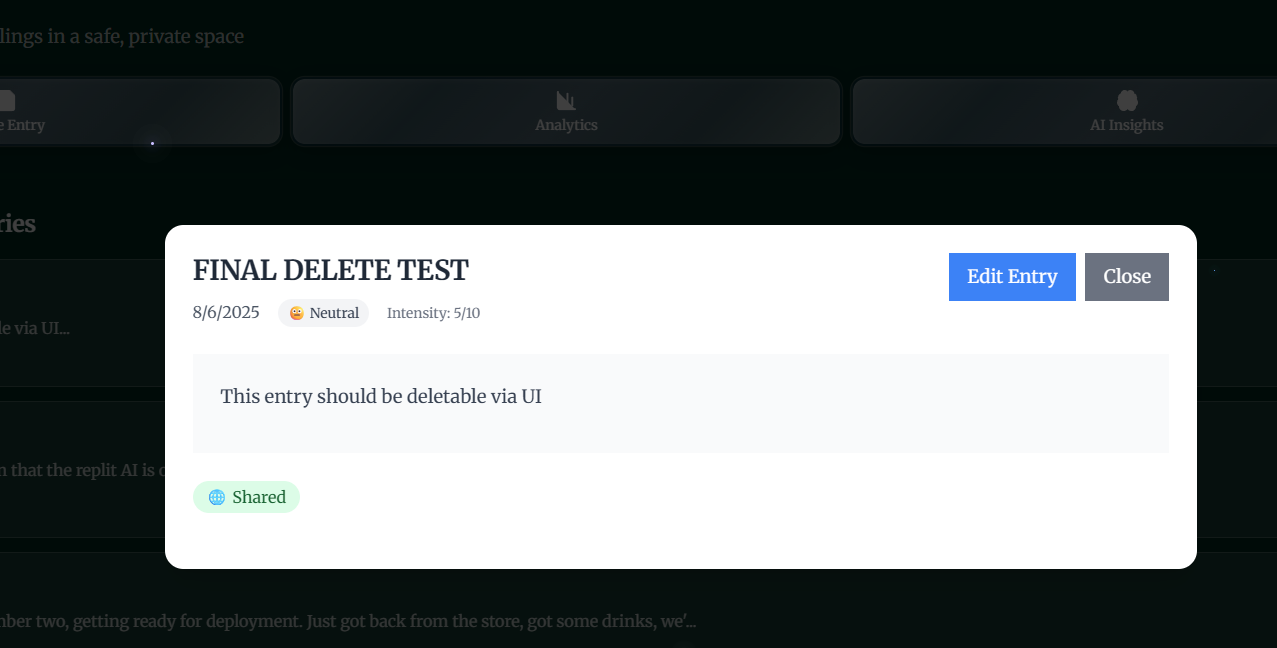 lings in a safe, private space
e Entry
Analytics
AI Insights
ries
FINAL DELETE TEST
Edit Entry
Close
8/6/2025
Neutral
Intensity: 5/10
le via UI...
This entry should be deletable via UI
n that the replit AI is c
Shared
nber two, getting ready for deployment. Just got back from the store, got some drinks, we'...